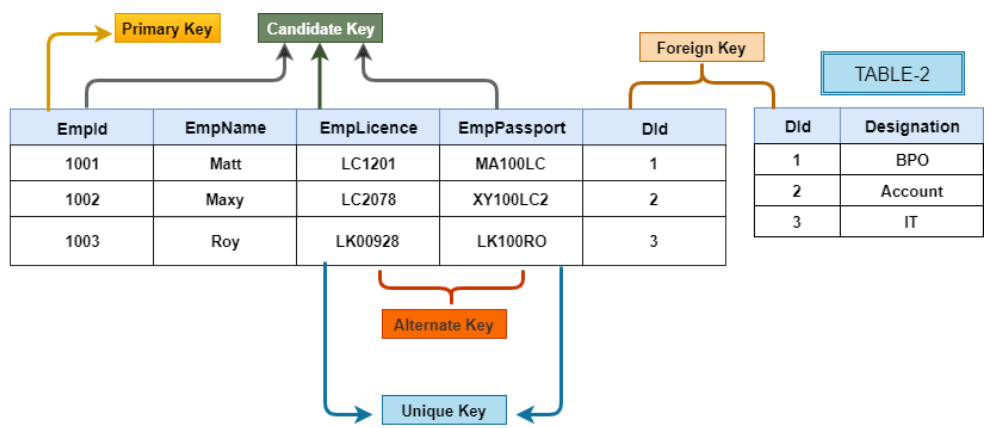 Primary Key
Candidate Key
Foreign Key
TABLE-2
EmpId EmpName EmpLicence EmpPassport DId
1001 Matt LC1201 MA100LC 1
1002 Maxy LC2078 XY100LC2 2
1003 Roy LK00928 LK100RO 3
DId Designation
1 BPO
2 Account
3 IT
Alternate Key
Unique Key